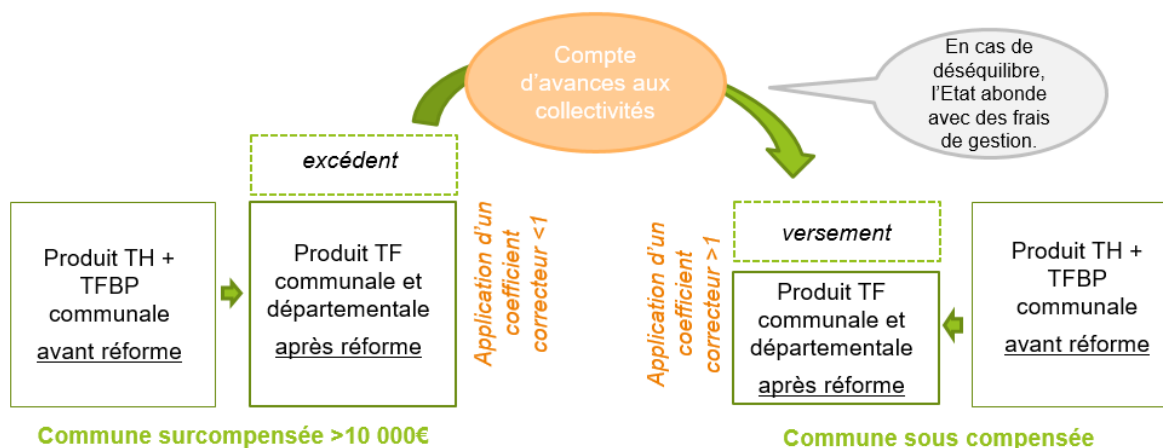 Compte
d’avances aux
collectivités
En cas de
déséquilibre,
l’Etat abonde
avec des frais
de gestion.
excédent
Produit TH +
TFBP
communale
avant réforme
Produit TF
communale et
départementale
après réforme
Application d’un
coefficient
correcteur <1
Application d’un
coefficient
correcteur >1
versement
Produit TF
communale et
départementale
après réforme
Produit TH +
TFBP
communale
avant réforme
Commune surcompensée >10 000€
Commune sous compensée